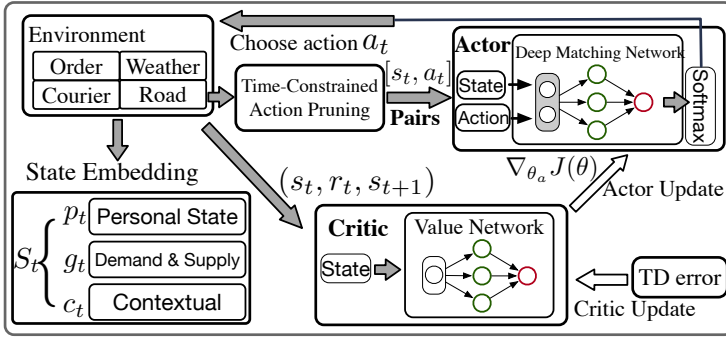 Environment
Order
Weather
Courier
Road
Choose action a_t
Time-Constrained
Action Pruning
[s_t, a_t]
Pairs
Actor
Deep Matching Network
State
Action
Softmax
State Embedding
S_t
p_t
Personal State
g_t
Demand & Supply
c_t
Contextual
(s_t, r_t, s_{t+1})
Critic
Value Network
State
∇_{θ_a} J(θ)
Actor Update
TD error
Critic Update